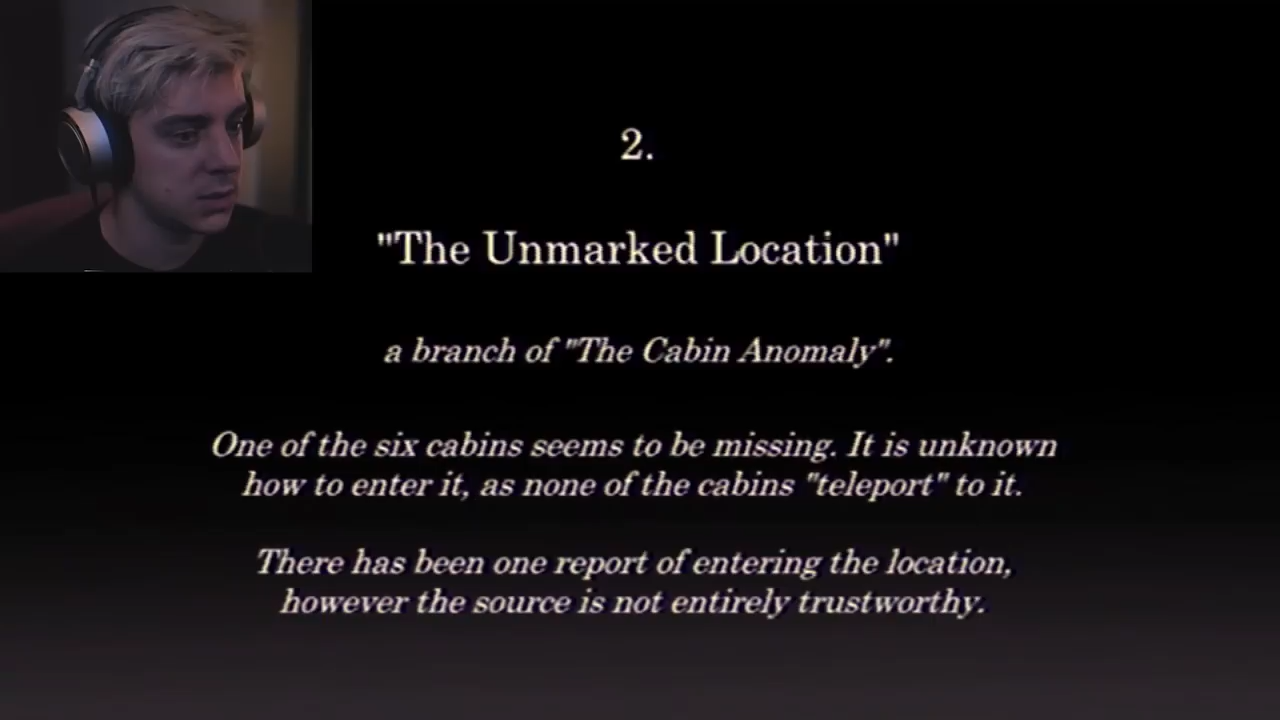 2.
"The Unmarked Location"
a branch of "The Cabin Anomaly".
One of the six cabins seems to be missing. It is unknown
how to enter it, as none of the cabins "teleport" to it.
There has been one report of entering the location,
however the source is not entirely trustworthy.